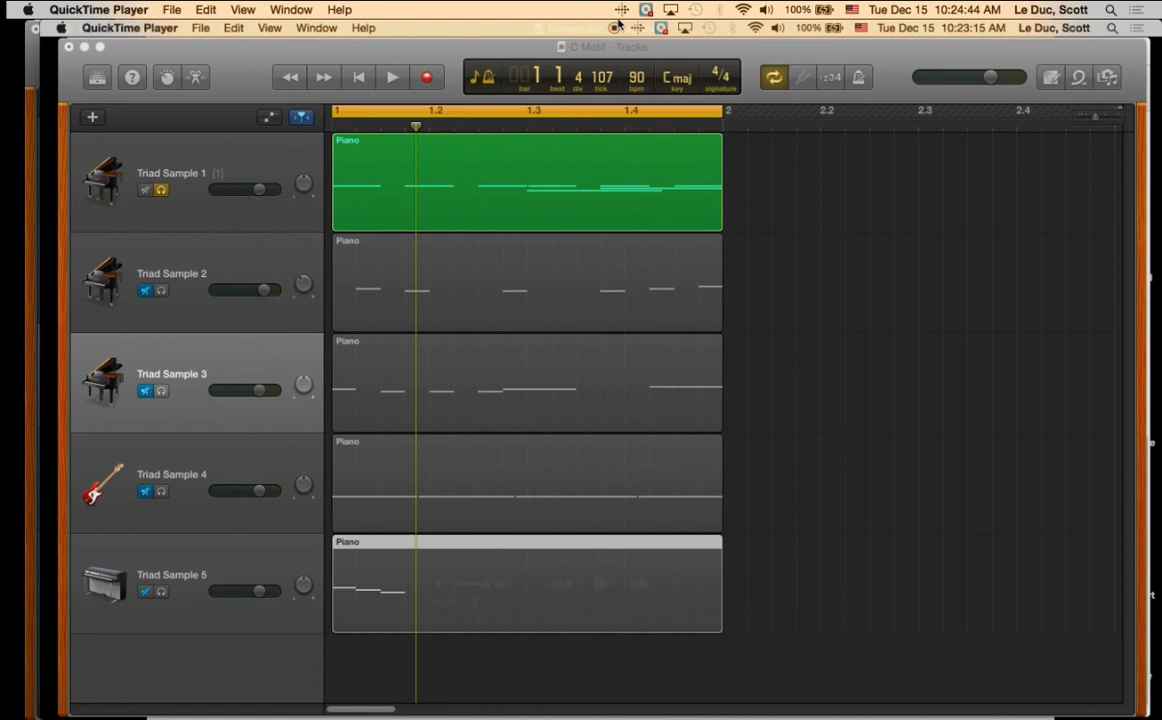 QuickTime Player File Edit View Window Help 100% Tue Dec 15 10:24:44 AM Le Duc, Scott
QuickTime Player File Edit View Window Help 100% Tue Dec 15 10:23:15 AM Le Duc, Scott
C Motif - Tracks
1 1 4 107 90 C maj 4/4
bar beat div tick bpm key signature
1234
1 1.2 1.3 1.4 2 2.2 2.3 2.4
Piano
Triad Sample 1 [1]
Piano
Triad Sample 2
Piano
Triad Sample 3
Piano
Triad Sample 4
Piano
Triad Sample 5